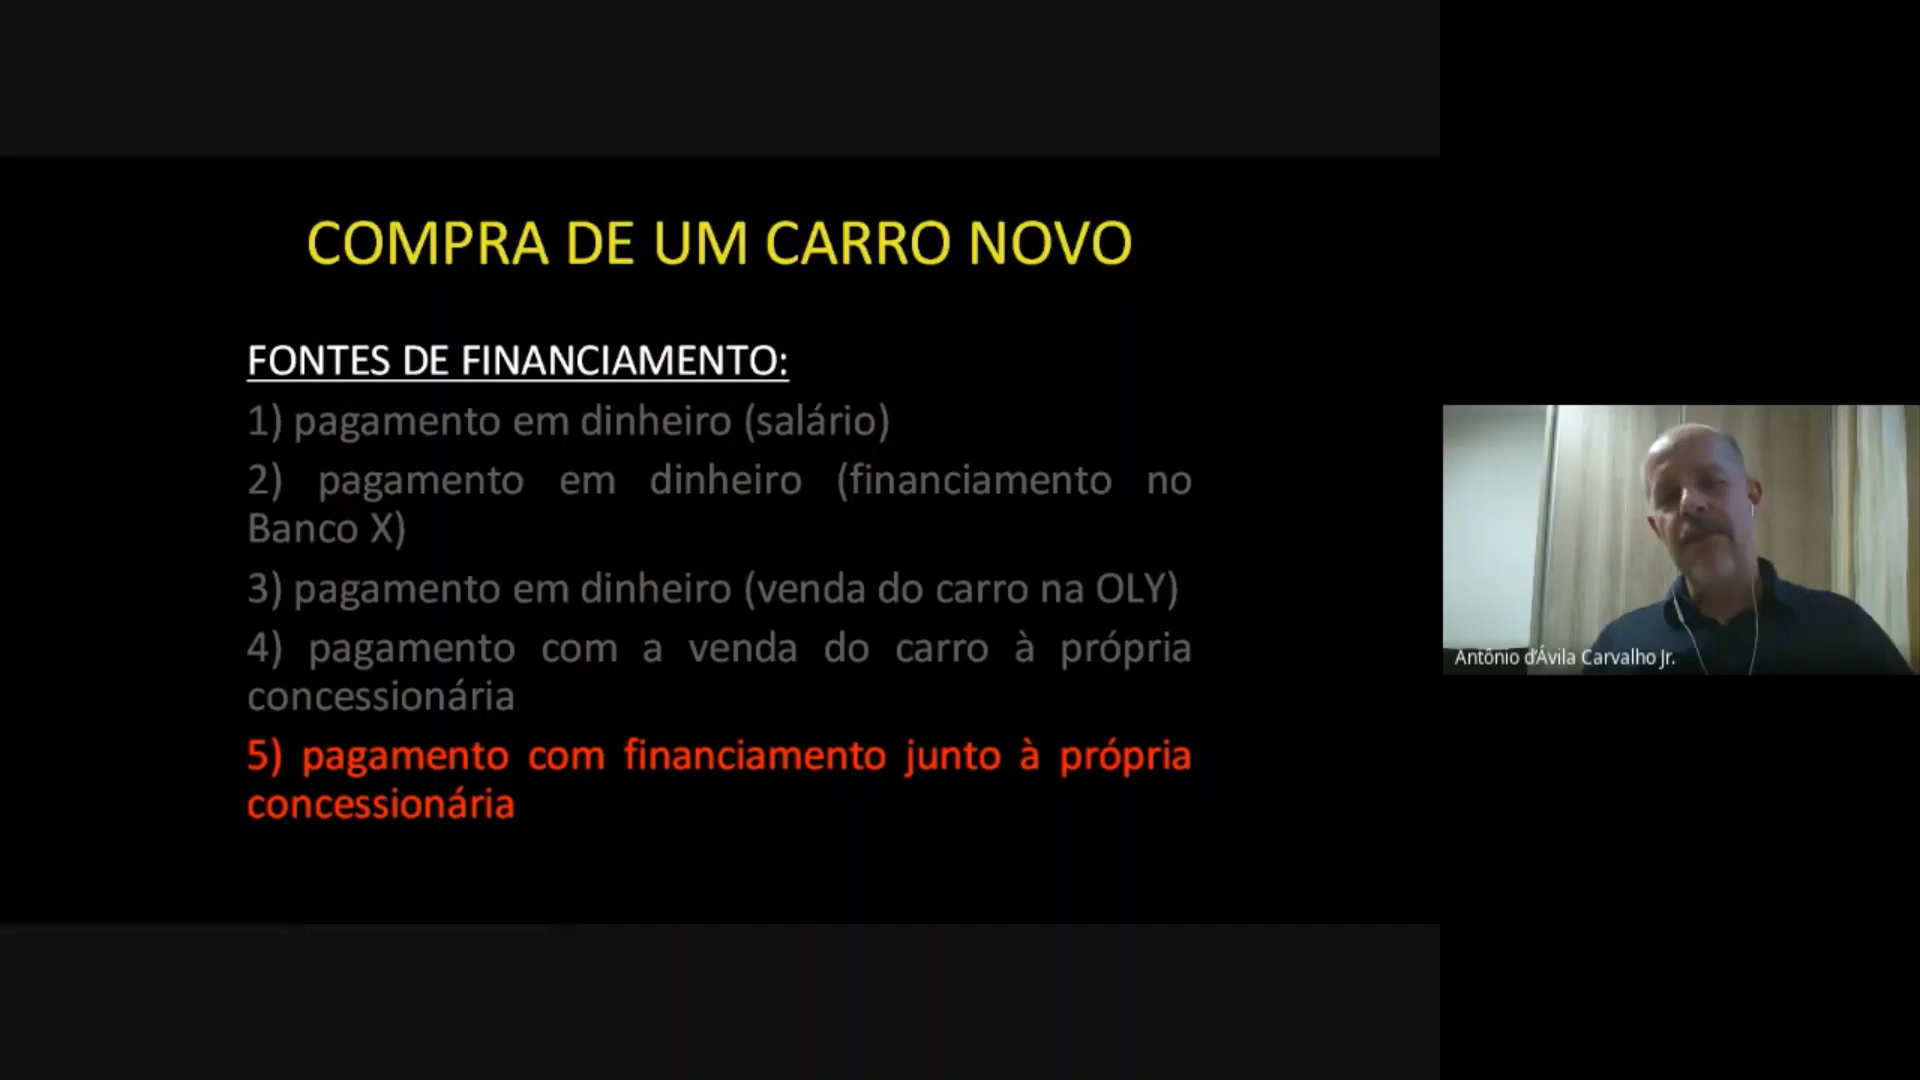 COMPRA DE UM CARRO NOVO
FONTES DE FINANCIAMENTO:
1) pagamento em dinheiro (salário)
2) pagamento em dinheiro (financiamento no
Banco X)
3) pagamento em dinheiro (venda do carro na OLY)
4) pagamento com a venda do carro à própria
concessionária
5) pagamento com financiamento junto à própria
concessionária
Antônio d'Ávila Carvalho Jr.